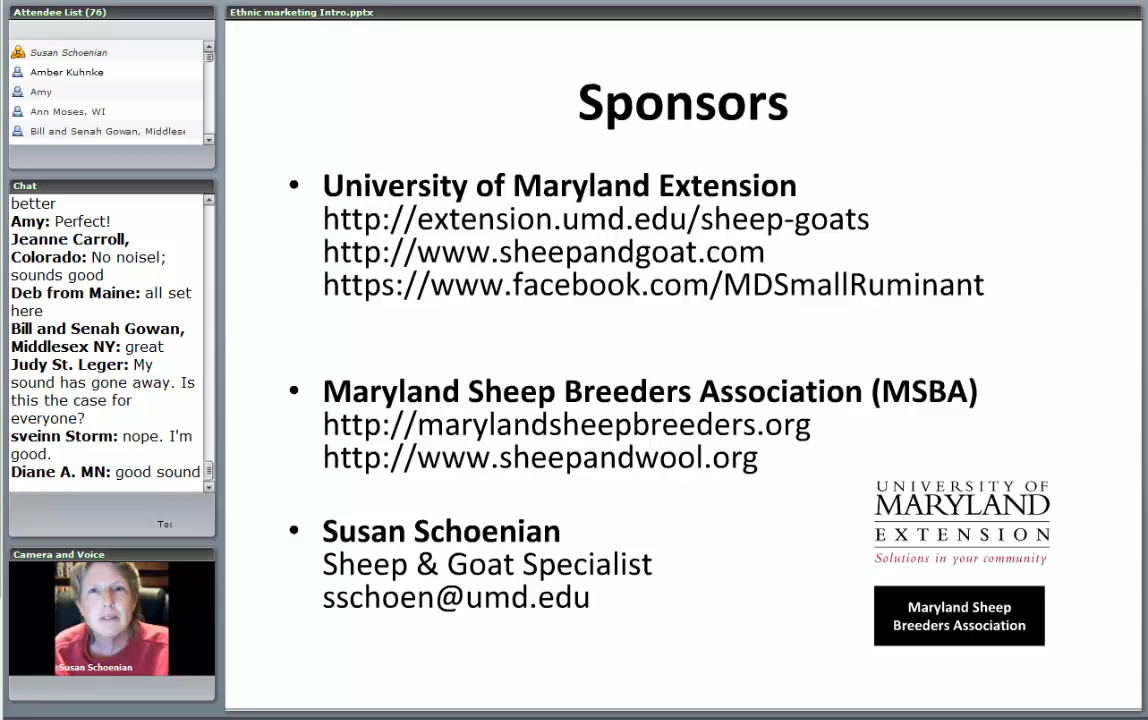 Attendee List (76)
Susan Schoenian
Amber Kuhnke
Amy
Ann Moses, WI
Bill and Senah Gowan, Middlese
Chat
better
Amy: Perfect!
Jeanne Carroll,
Colorado: No noisel;
sounds good
Deb from Maine: all set
here
Bill and Senah Gowan,
Middlesex NY: great
Judy St. Leger: My
sound has gone away. Is
this the case for
everyone?
sveinn Storm: nope. I'm
good.
Diane A. MN: good sound
To:
Camera and Voice
Susan Schoenian
Ethnic marketing Intro.pptx
Sponsors
• University of Maryland Extension
http://extension.umd.edu/sheep-goats
http://www.sheepandgoat.com
https://www.facebook.com/MDSmallRuminant
• Maryland Sheep Breeders Association (MSBA)
http://marylandsheepbreeders.org
http://www.sheepandwool.org
• Susan Schoenian
Sheep & Goat Specialist
sschoen@umd.edu
UNIVERSITY OF
MARYLAND
EXTENSION
Solutions in your community
Maryland Sheep
Breeders Association